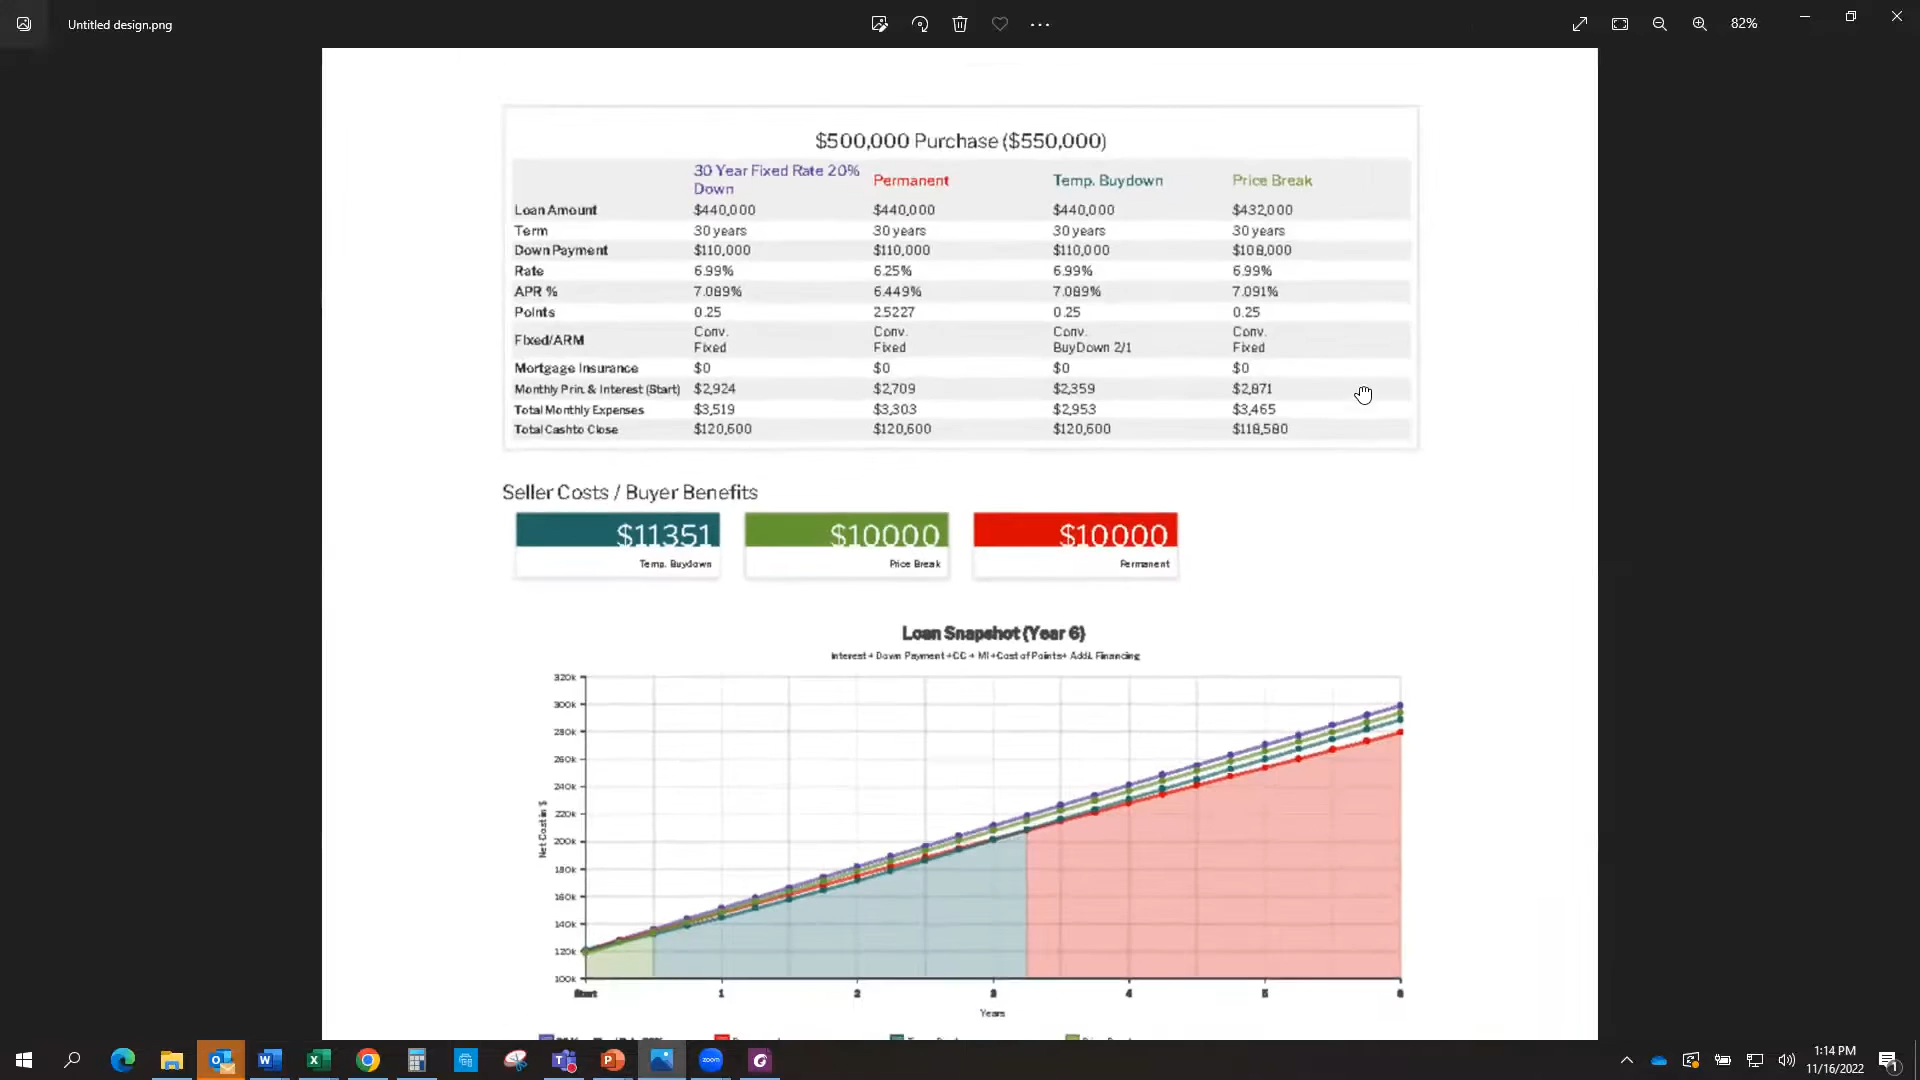 Untitled design.png
82%
$500,000 Purchase ($550,000)
30 Year Fixed Rate 20% Down Permanent Temp. Buydown Price Break
Loan Amount $440,000 $440,000 $440,000 $432,000
Term 30 years 30 years 30 years 30 years
Down Payment $110,000 $110,000 $110,000 $108,000
Rate 6.99% 6.25% 6.99% 6.99%
APR % 7.089% 6.449% 7.089% 7.091%
Points 0.25 2.5227 0.25 0.25
Fixed/ARM Conv. Fixed Conv. Fixed Conv. BuyDown 2/1 Conv. Fixed
Mortgage Insurance $0 $0 $0 $0
Monthly Prin. & Interest (Start) $2,924 $2,709 $2,359 $2,871
Total Monthly Expenses $3,519 $3,303 $2,953 $3,465
Total Cash to Close $120,600 $120,600 $120,600 $118,580
Seller Costs / Buyer Benefits
$11351 $10000 $10000
Temp. Buydown Price Break Permanent
Loan Snapshot (Year 6)
Interest + Down Payment +CC + MI +Cost of Points+ Addl. Financing
320k
300k
280k
260k
240k
220k
200k
180k
160k
140k
120k
100k
Net Cost in $
Start 1 2 3 4 5 6
Years
zoom
1:14 PM
11/16/2022